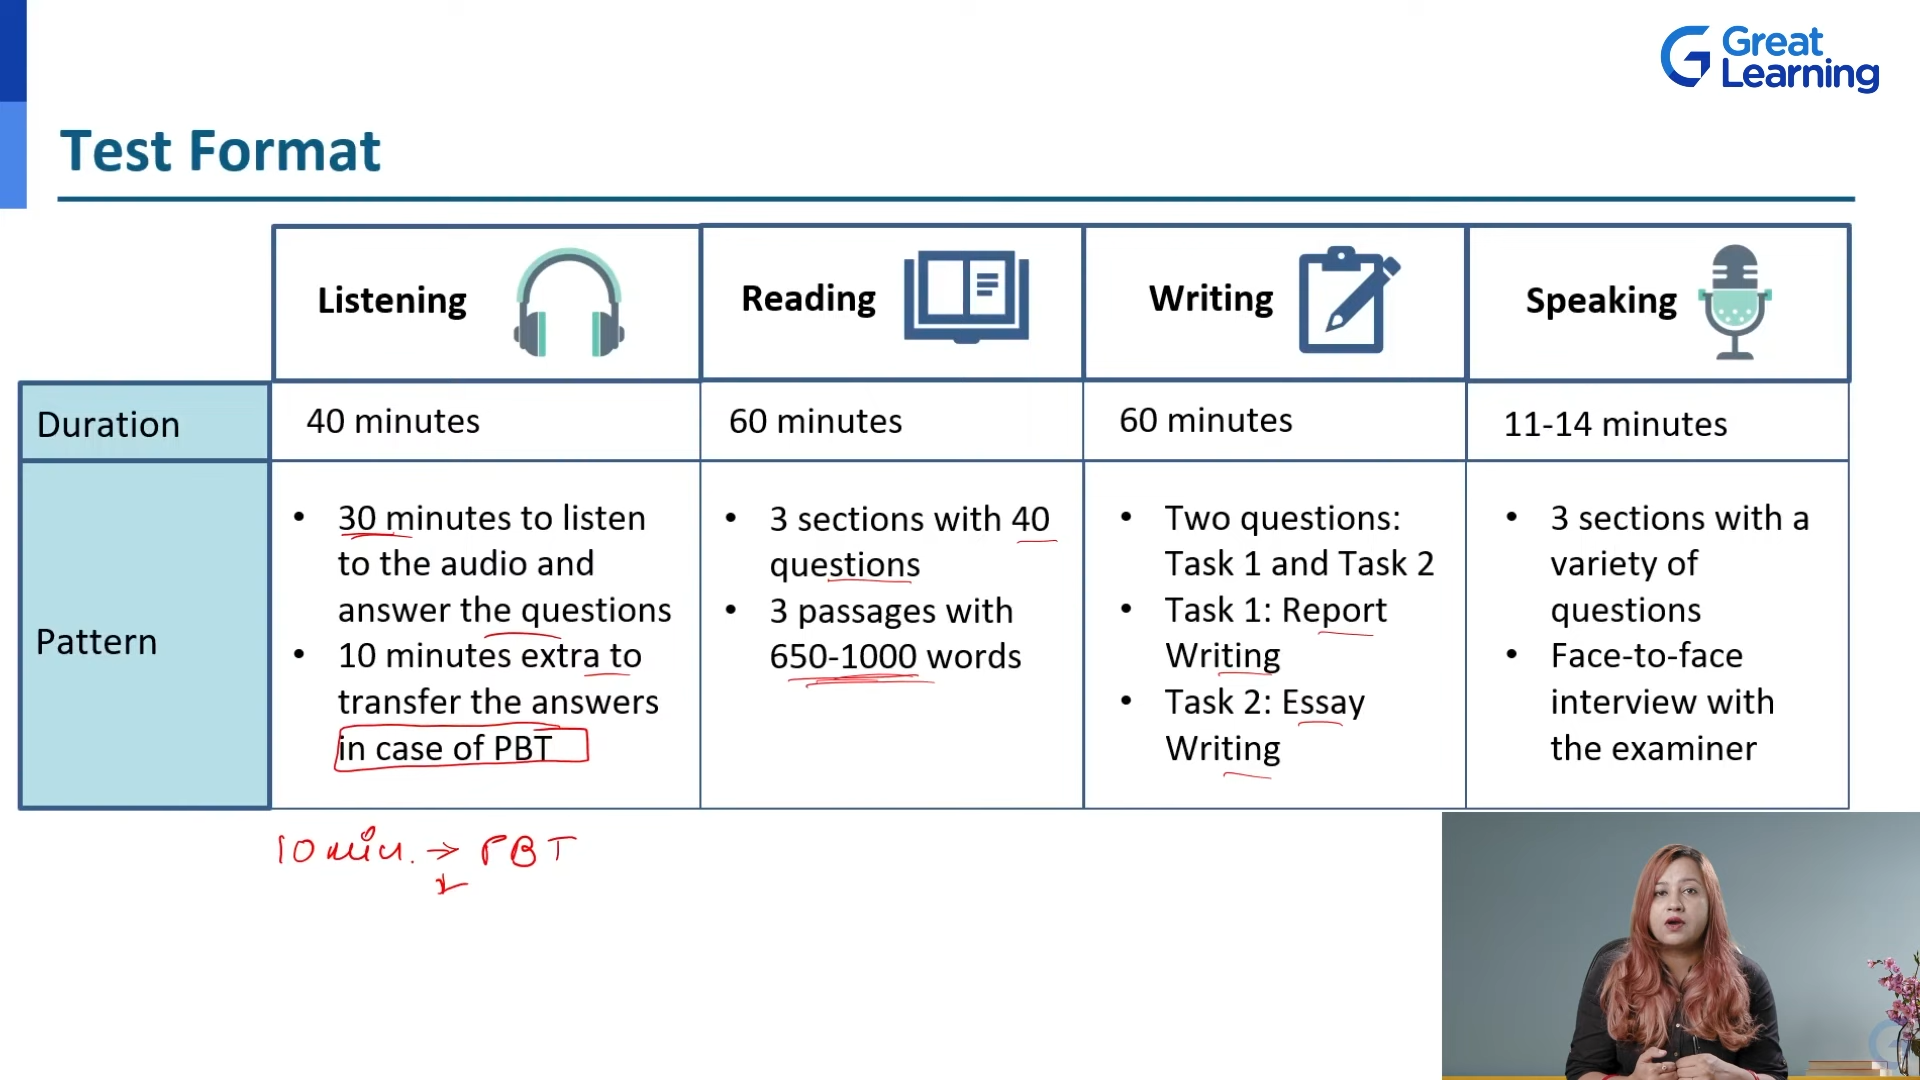 Great
Learning
Test Format
Listening
Reading
Writing
Speaking
Duration
40 minutes
60 minutes
60 minutes
11-14 minutes
Pattern
• 30 minutes to listen
to the audio and
answer the questions
• 10 minutes extra to
transfer the answers
in case of PBT
• 3 sections with 40
questions
• 3 passages with
650-1000 words
• Two questions:
Task 1 and Task 2
• Task 1: Report
Writing
• Task 2: Essay
Writing
• 3 sections with a
variety of
questions
• Face-to-face
interview with
the examiner
10 min. → PBT